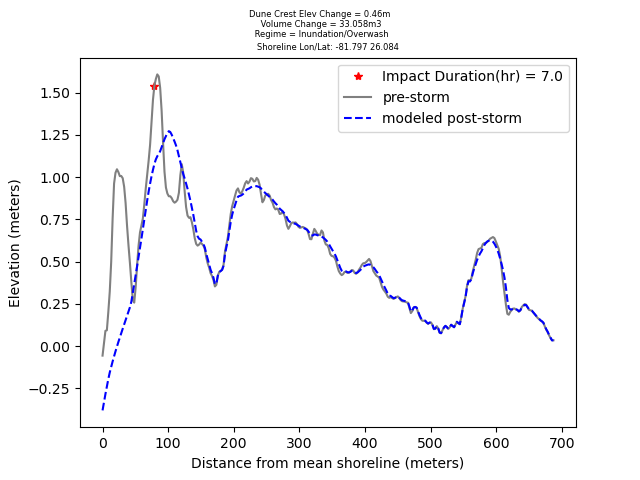 Dune Crest Elev Change = 0.46m
Volume Change = 33.058m3
Regime = Inundation/Overwash
Shoreline Lon/Lat: -81.797 26.084
Impact Duration(hr) = 7.0
pre-storm
modeled post-storm
Elevation (meters)
1.50
1.25
1.00
0.75
0.50
0.25
0.00
−0.25
0 100 200 300 400 500 600 700
Distance from mean shoreline (meters)